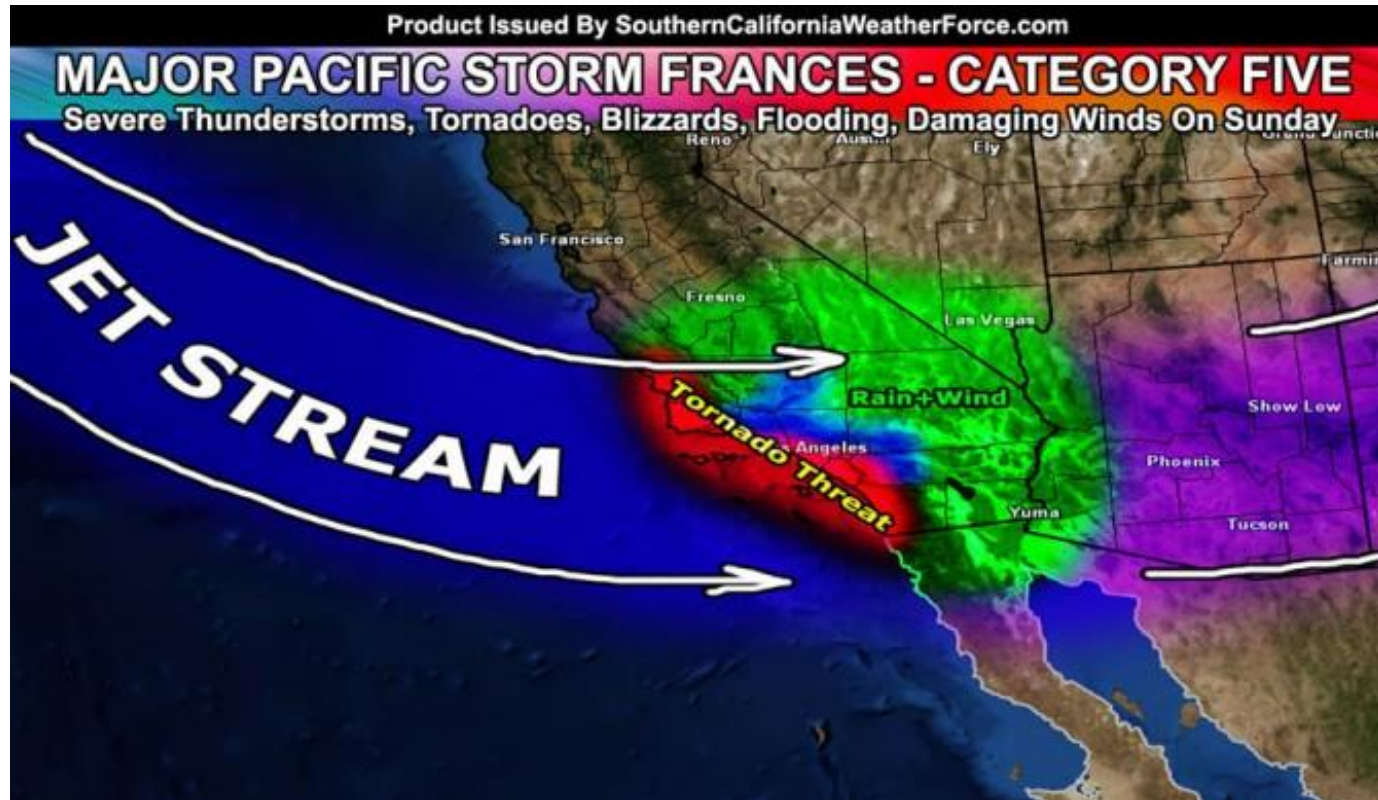 Product Issued By SouthernCaliforniaWeatherForce.com
MAJOR PACIFIC STORM FRANCES - CATEGORY FIVE
Severe Thunderstorms, Tornadoes, Blizzards, Flooding, Damaging Winds On Sunday
Reno
Ely
San Francisco
JET STREAM
Fresno
Las Vegas
Rain+Wind
Show Low
Tornado Threat
Angeles
Phoenix
Yuma
Tucson